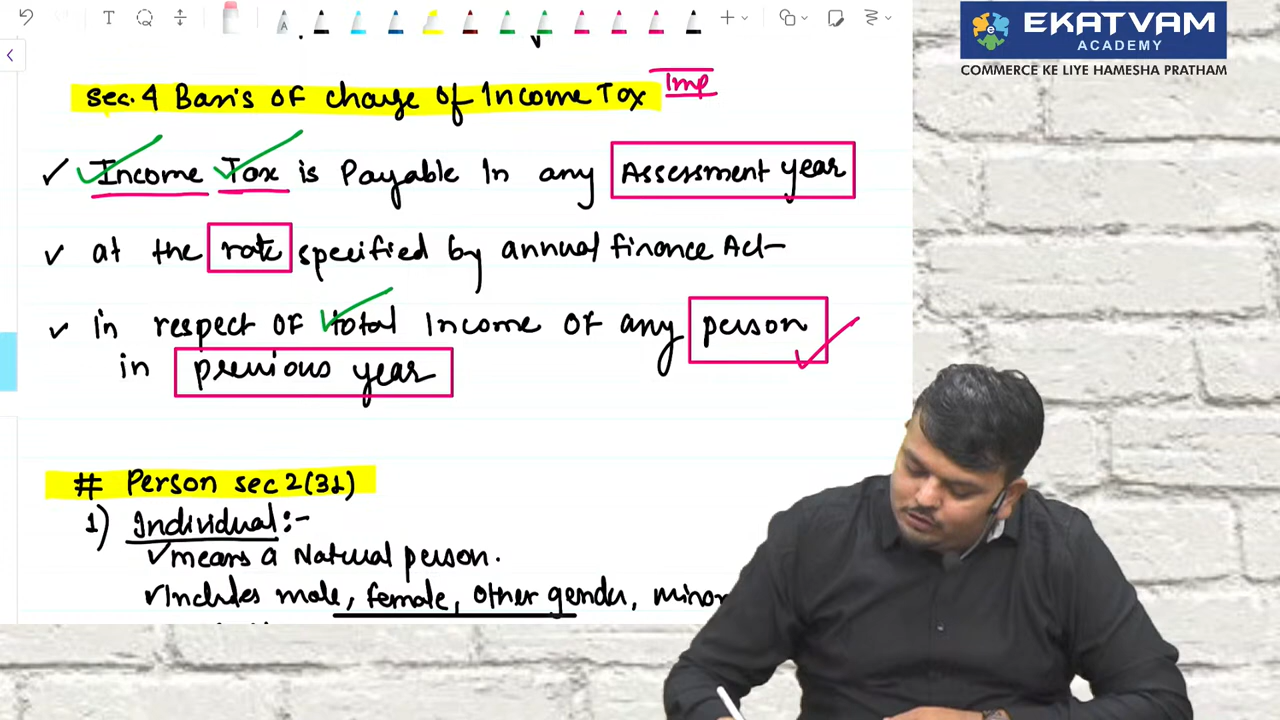 EKATVAM
ACADEMY
COMMERCE KE LIYE HAMESHA PRATHAM
Sec. 4 Basis of charge of Income Tax Imp
Income Tax is Payable In any Assessment year
at the rate specified by annual finance Act
in respect of total Income of any person
in previous year
# Person sec 2(31)
1) Individual:-
means a Natural person.
Includes male, female, other gender, minor